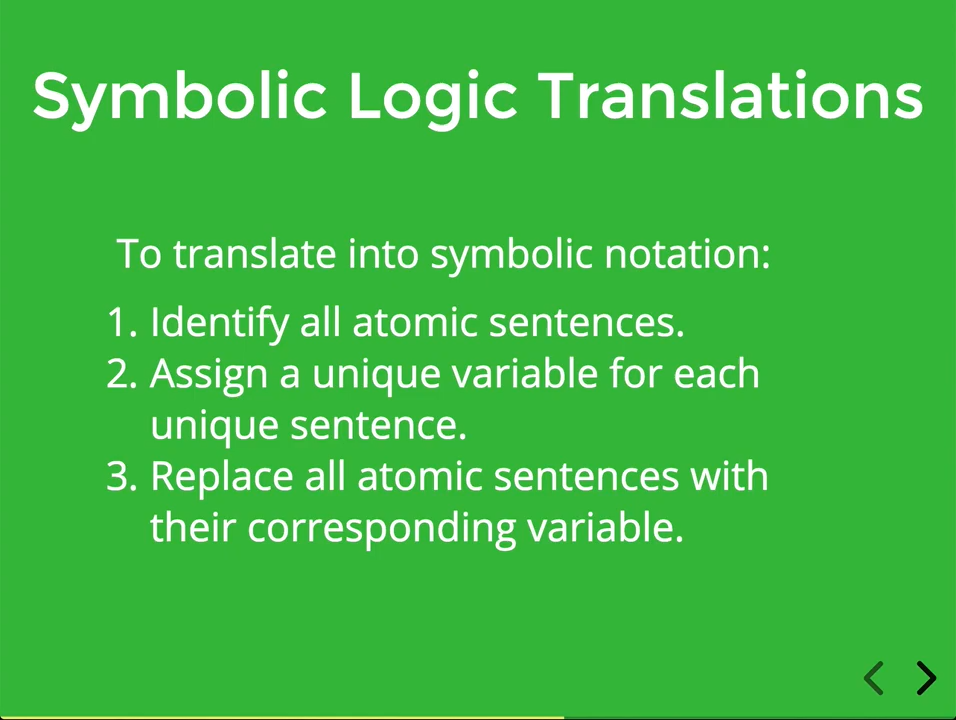 Symbolic Logic Translations
To translate into symbolic notation:
1. Identify all atomic sentences.
2. Assign a unique variable for each
unique sentence.
3. Replace all atomic sentences with
their corresponding variable.